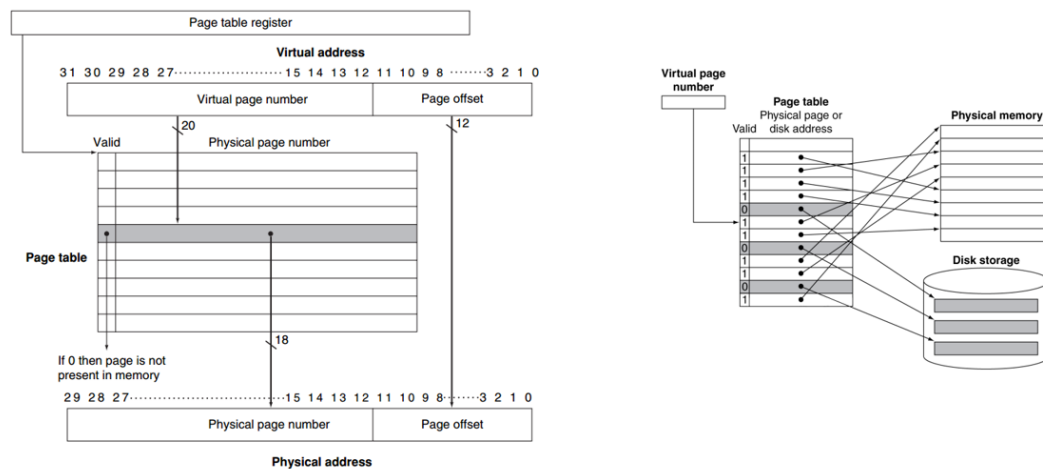 Page table register
Virtual address
31 30 29 28 27 ........................... 15 14 13 12 11 10 9 8 ....... 3 2 1 0
Virtual page number
Page offset
20
12
Valid
Physical page number
Page table
18
If 0 then page is not
present in memory
29 28 27 ........................... 15 14 13 12 11 10 9 8 ....... 3 2 1 0
Physical page number
Page offset
Physical address
Virtual page
number
Page table
Physical page or
disk address
Valid
1
1
1
1
0
1
1
0
1
1
0
1
Physical memory
Disk storage